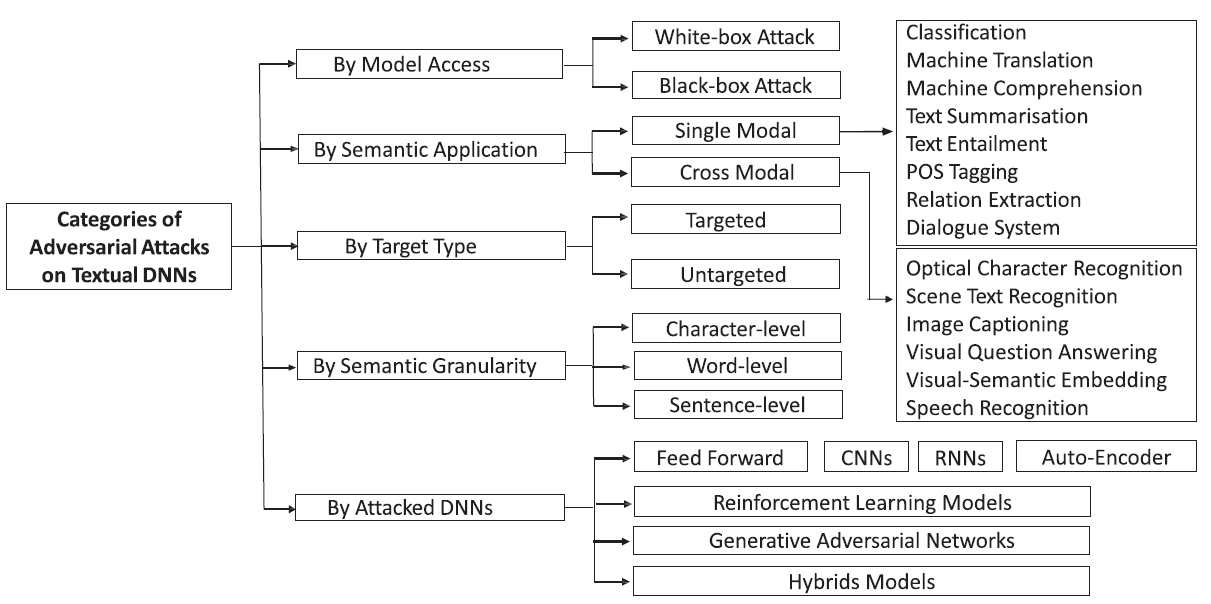 Categories of
Adversarial Attacks
on Textual DNNs
By Model Access
White-box Attack
Black-box Attack
By Semantic Application
Single Modal
Cross Modal
Classification
Machine Translation
Machine Comprehension
Text Summarisation
Text Entailment
POS Tagging
Relation Extraction
Dialogue System
Optical Character Recognition
Scene Text Recognition
Image Captioning
Visual Question Answering
Visual-Semantic Embedding
Speech Recognition
By Target Type
Targeted
Untargeted
By Semantic Granularity
Character-level
Word-level
Sentence-level
By Attacked DNNs
Feed Forward
CNNs
RNNs
Auto-Encoder
Reinforcement Learning Models
Generative Adversarial Networks
Hybrids Models